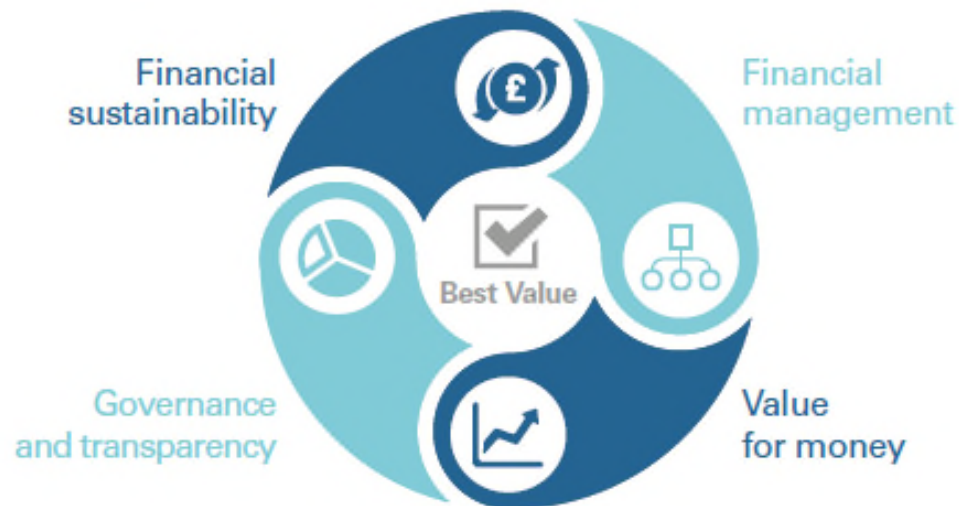 Financial
sustainability
£
Financial
management
Best Value
Governance
and transparency
Value
for money